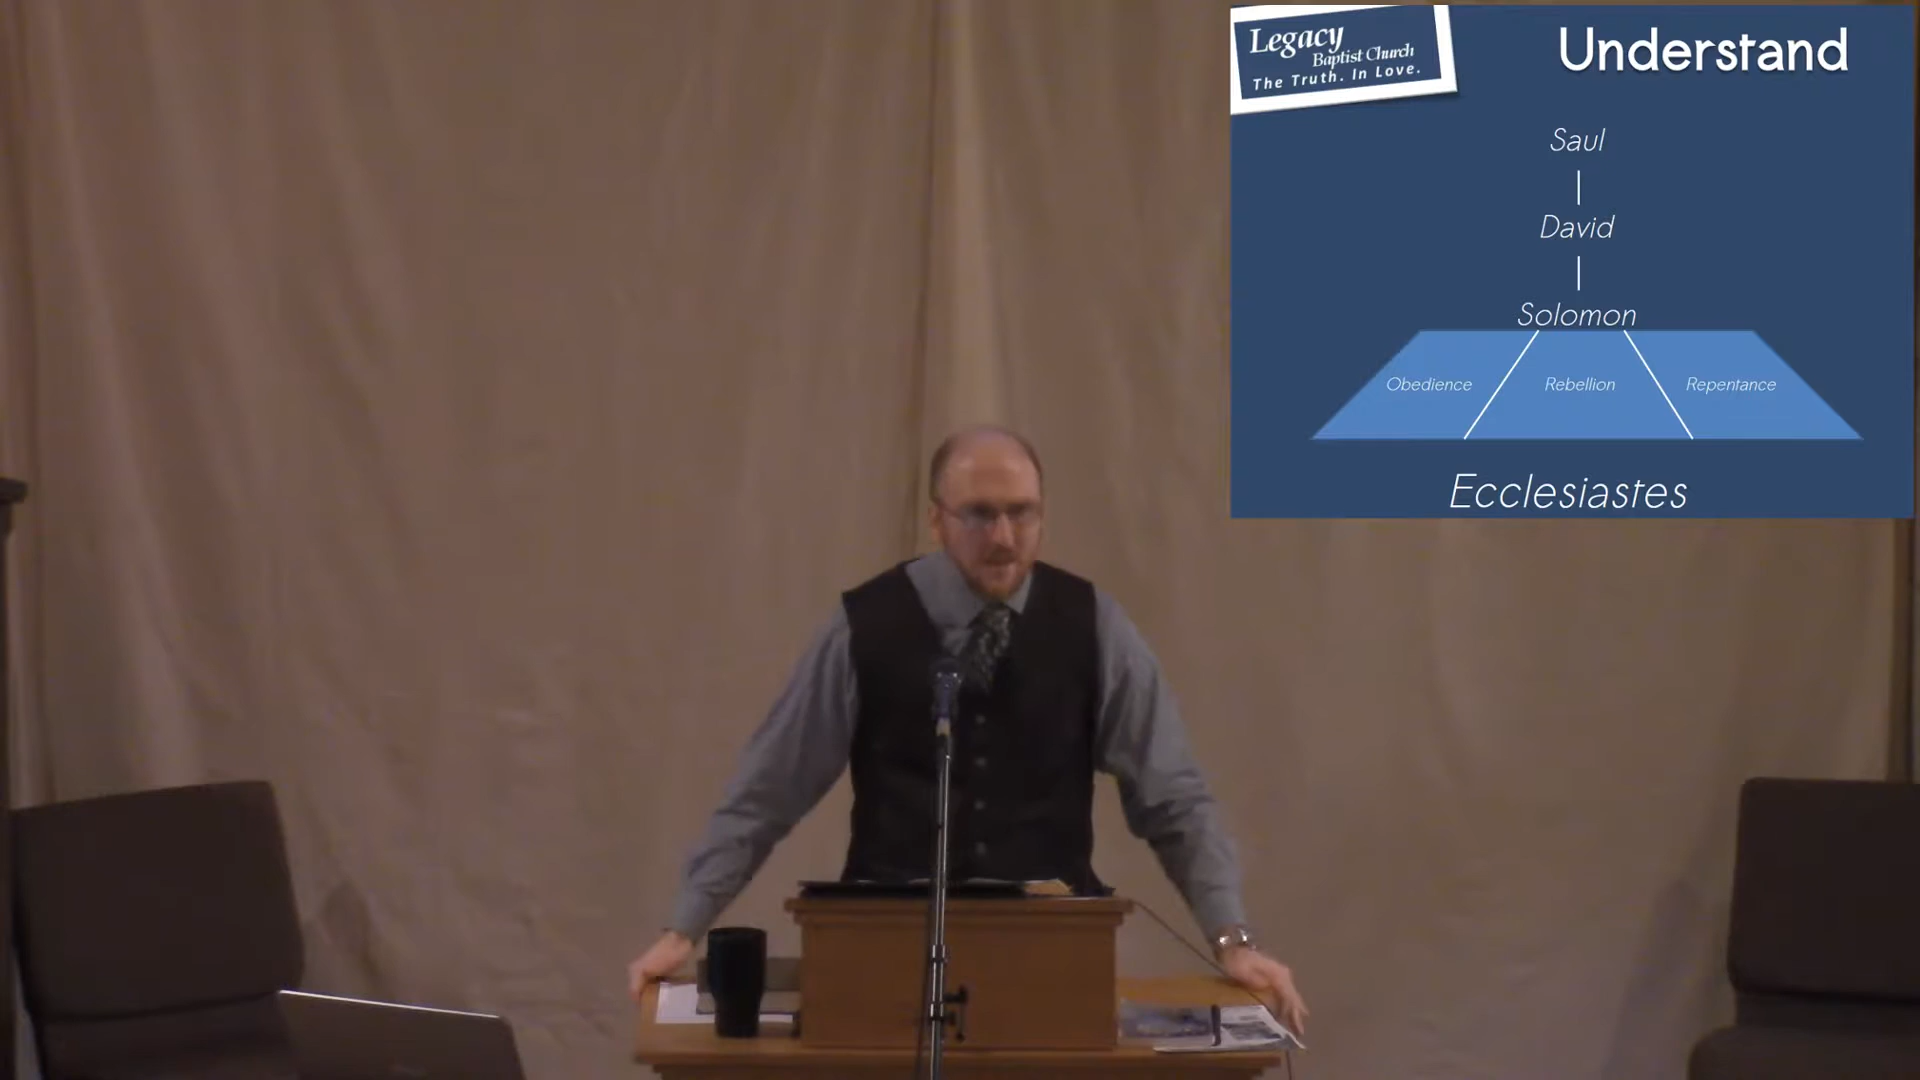 Legacy
Baptist Church
The Truth. In Love.
Understand
Saul
David
Solomon
Obedience
Rebellion
Repentance
Ecclesiastes